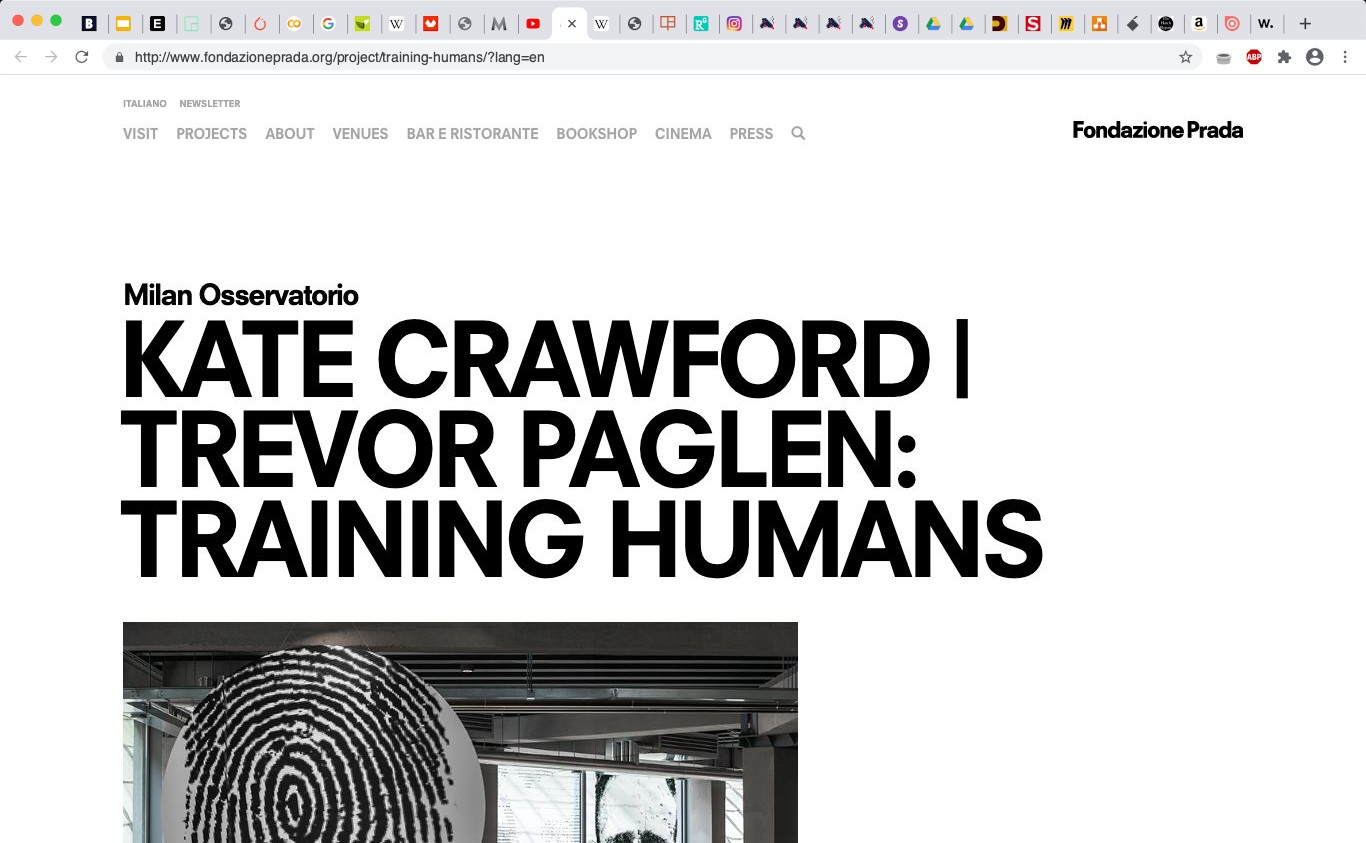 http://www.fondazioneprada.org/project/training-humans/?lang=en
ABP
ITALIANO NEWSLETTER
VISIT PROJECTS ABOUT VENUES BAR E RISTORANTE BOOKSHOP CINEMA PRESS
Fondazione Prada
Milan Osservatorio
KATE CRAWFORD |
TREVOR PAGLEN:
TRAINING HUMANS